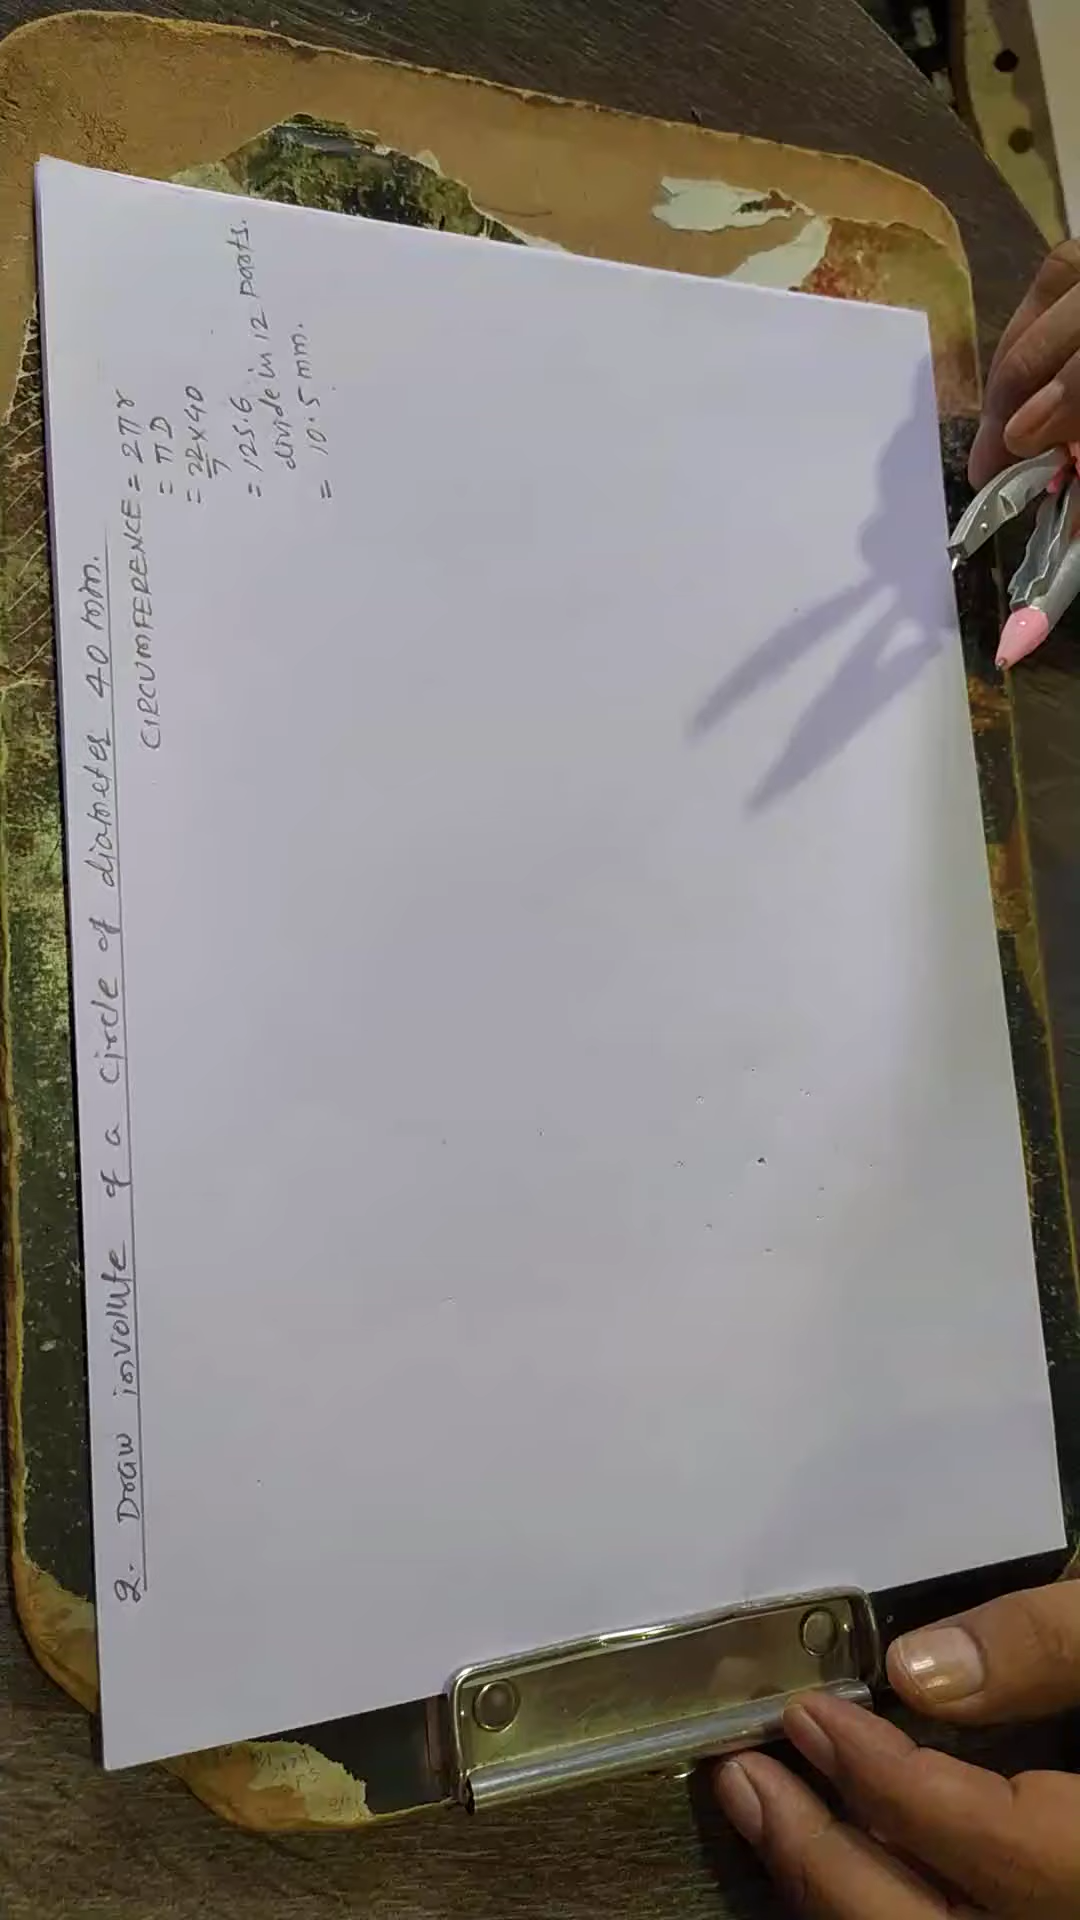 2. Draw involute of a circle of diameter 40 mm.
CIRCUMFERENCE = 2πr
= πD
= 22/7 × 40
= 125.6
divide in 12 parts.
= 10.5 mm.